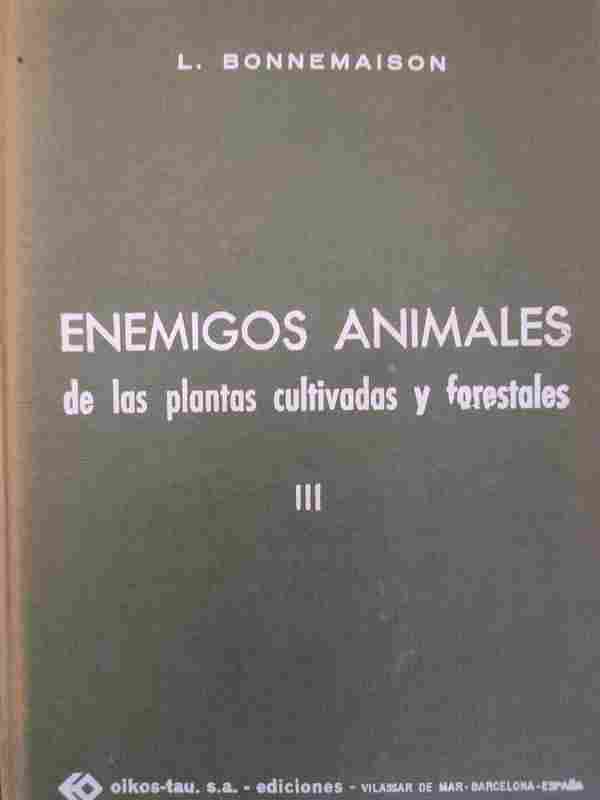 L. BONNEMAISON
ENEMIGOS ANIMALES
de las plantas cultivadas y forestales
III
oikos-tau, s.a. - ediciones - VILASSAR DE MAR-BARCELONA-ESPAÑA